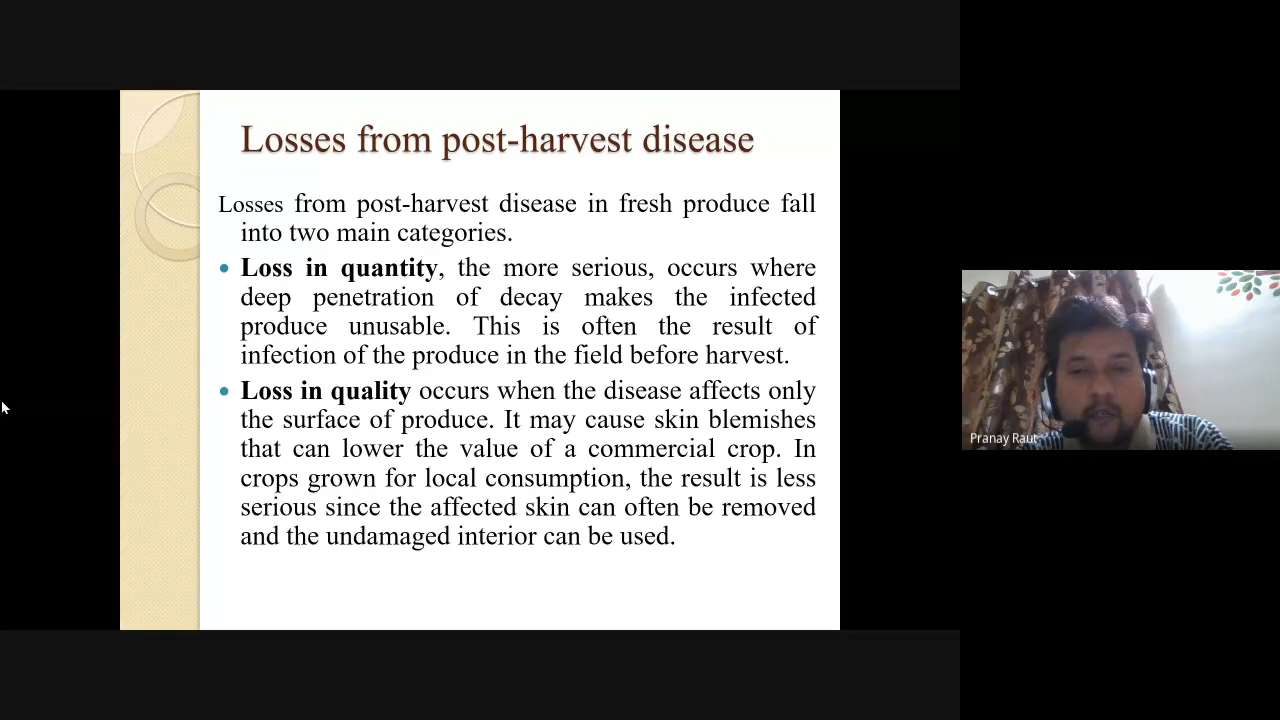 Losses from post-harvest disease
Losses from post-harvest disease in fresh produce fall
into two main categories.
• Loss in quantity, the more serious, occurs where
deep penetration of decay makes the infected
produce unusable. This is often the result of
infection of the produce in the field before harvest.
• Loss in quality occurs when the disease affects only
the surface of produce. It may cause skin blemishes
that can lower the value of a commercial crop. In
crops grown for local consumption, the result is less
serious since the affected skin can often be removed
and the undamaged interior can be used.
Pranay Raut